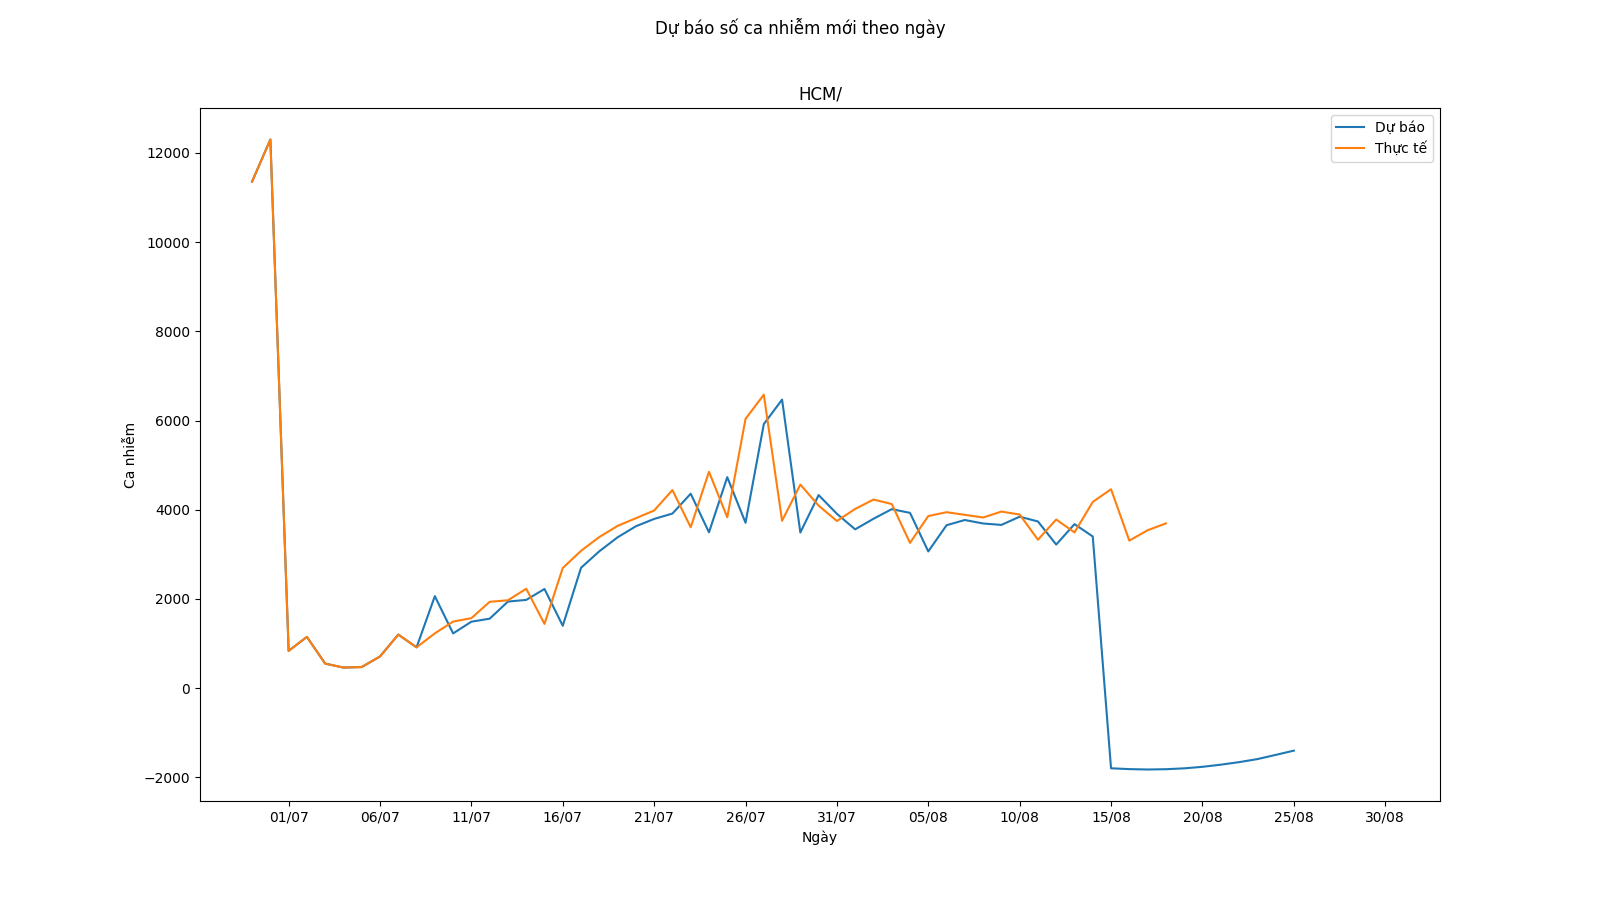 Dự báo số ca nhiễm mới theo ngày
HCM/
Dự báo
Thực tế
12000
10000
8000
6000
4000
2000
0
−2000
Ca nhiễm
01/07 06/07 11/07 16/07 21/07 26/07 31/07 05/08 10/08 15/08 20/08 25/08 30/08
Ngày